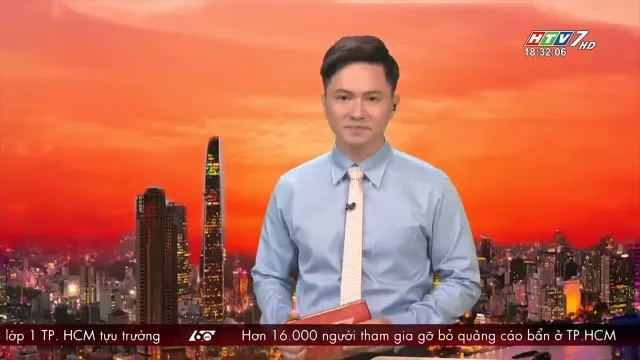 HTV7 HD
18:32:06
lớp 1 TP. HCM tựu trường 60 Hơn 16.000 người tham gia gỡ bỏ quảng cáo bẩn ở TP.HCM